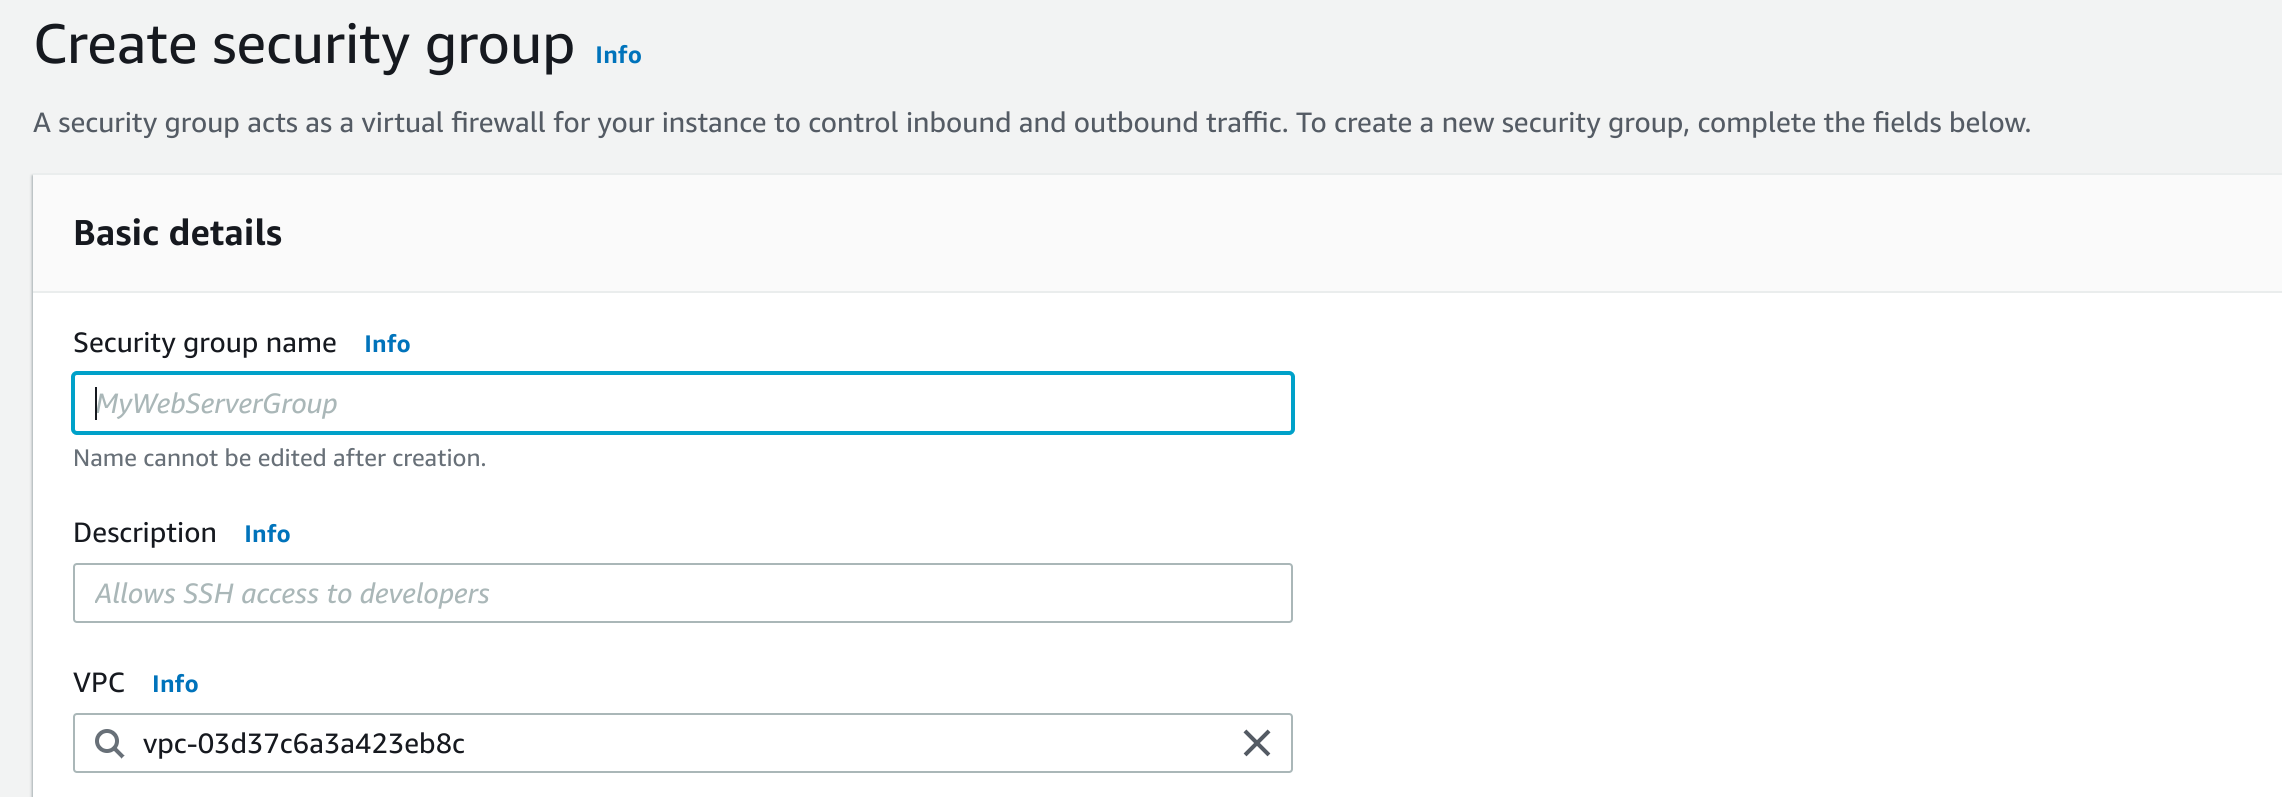 Create security group Info
A security group acts as a virtual firewall for your instance to control inbound and outbound traffic. To create a new security group, complete the fields below.
Basic details
Security group name Info
MyWebServerGroup
Name cannot be edited after creation.
Description Info
Allows SSH access to developers
VPC Info
vpc-03d37c6a3a423eb8c